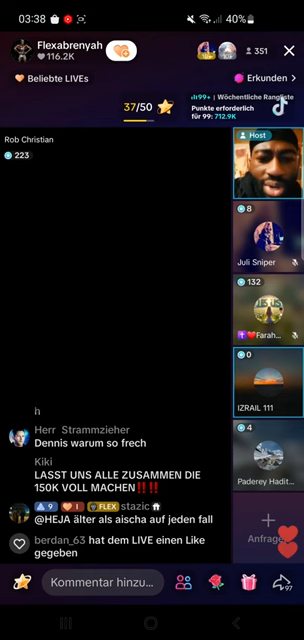 03:38
40%
Flexabrenyah
116.2K
351
Beliebte LIVEs
Erkunden >
37/50
99+ | Wöchentliche Rangliste
Punkte erforderlich
für 99: 712.9K
Rob Christian
223
Host
8
Juli Sniper
132
Farah...
0
IZRAIL 111
4
Paderey Hadit...
h
Herr Strammzieher
Dennis warum so frech
Kiki
LASST UNS ALLE ZUSAMMEN DIE
150K VOLL MACHEN‼️‼️
9 1 FLEX stazic
@HEJA älter als aischa auf jeden fall
berdan_63 hat dem LIVE einen Like
gegeben
+
Anfrage
Kommentar hinzu...
97